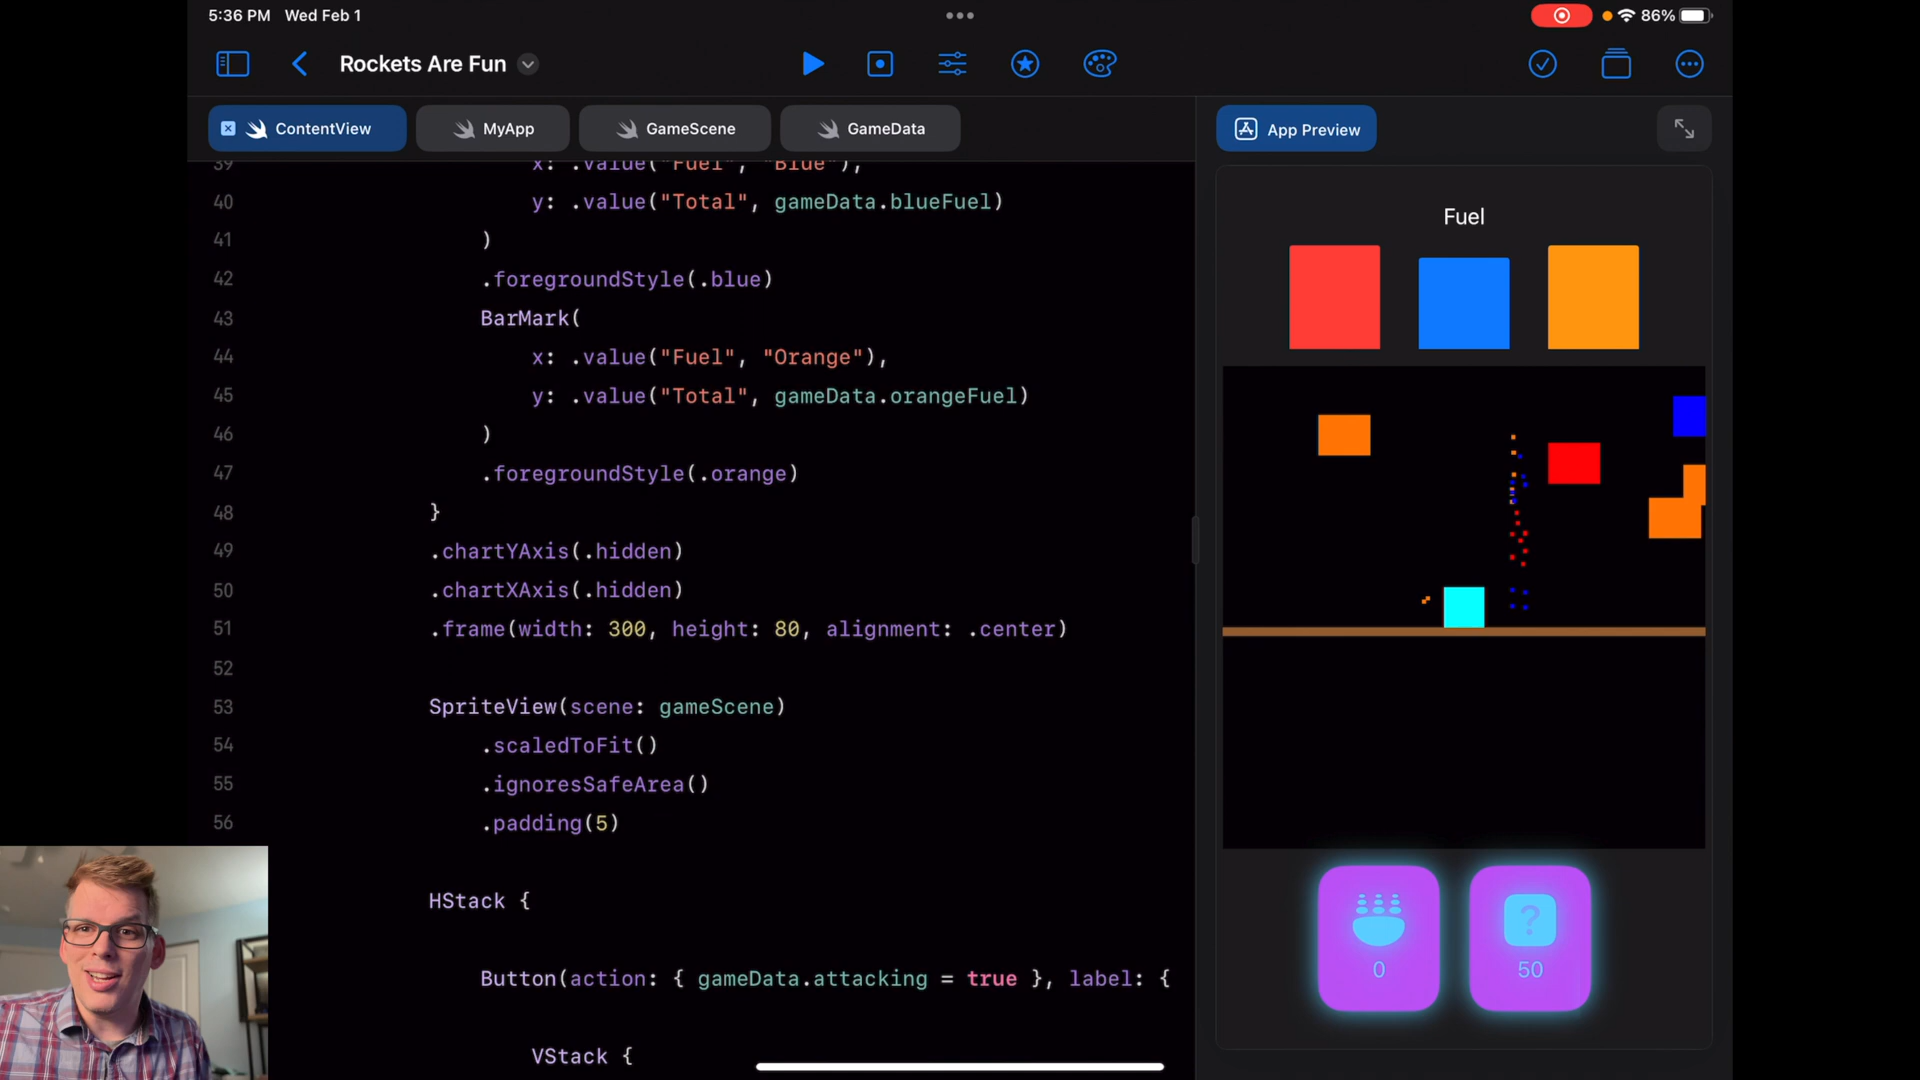 5:36 PM Wed Feb 1
86%
Rockets Are Fun
ContentView
MyApp
GameScene
GameData
App Preview
39 x: .value("Fuel", "Blue"),
40 y: .value("Total", gameData.blueFuel)
41 )
42 .foregroundStyle(.blue)
43 BarMark(
44 x: .value("Fuel", "Orange"),
45 y: .value("Total", gameData.orangeFuel)
46 )
47 .foregroundStyle(.orange)
48 }
49 .chartYAxis(.hidden)
50 .chartXAxis(.hidden)
51 .frame(width: 300, height: 80, alignment: .center)
52
53 SpriteView(scene: gameScene)
54 .scaledToFit()
55 .ignoresSafeArea()
56 .padding(5)
HStack {
Button(action: { gameData.attacking = true }, label: {
VStack {
Fuel
?
0
50